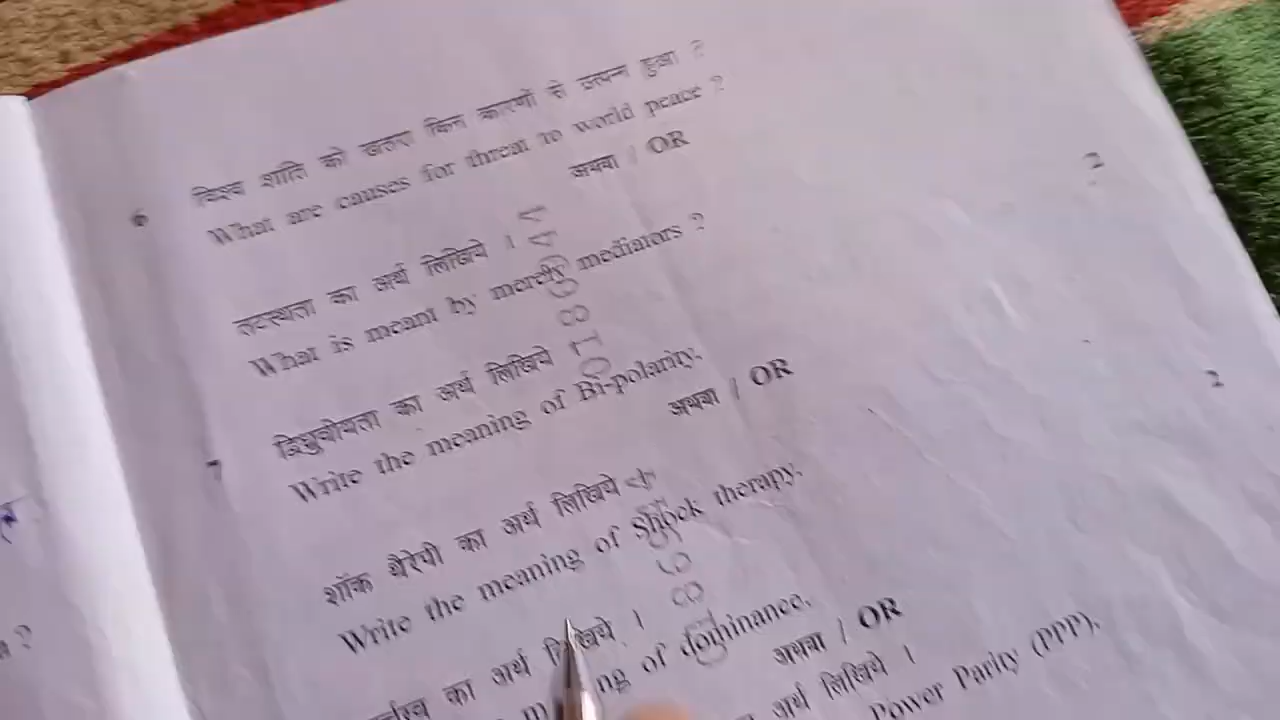 6 विश्व शांति को खतरा किन कारणों से उत्पन्न हुआ ?
What are causes for threat to world peace ?
अथवा / OR
2
तटस्थता का अर्थ लिखिये ।
What is meant by merely mediators ?
7 द्विध्रुवीयता का अर्थ लिखिये
Write the meaning of Bi-polarity.
अथवा / OR
2
शॉक थैरेपी का अर्थ लिखिये
Write the meaning of Shock therapy.
का अर्थ लिखिये ।
of dominance.
अथवा / OR
अर्थ लिखिये ।
Power Parity (PPP).